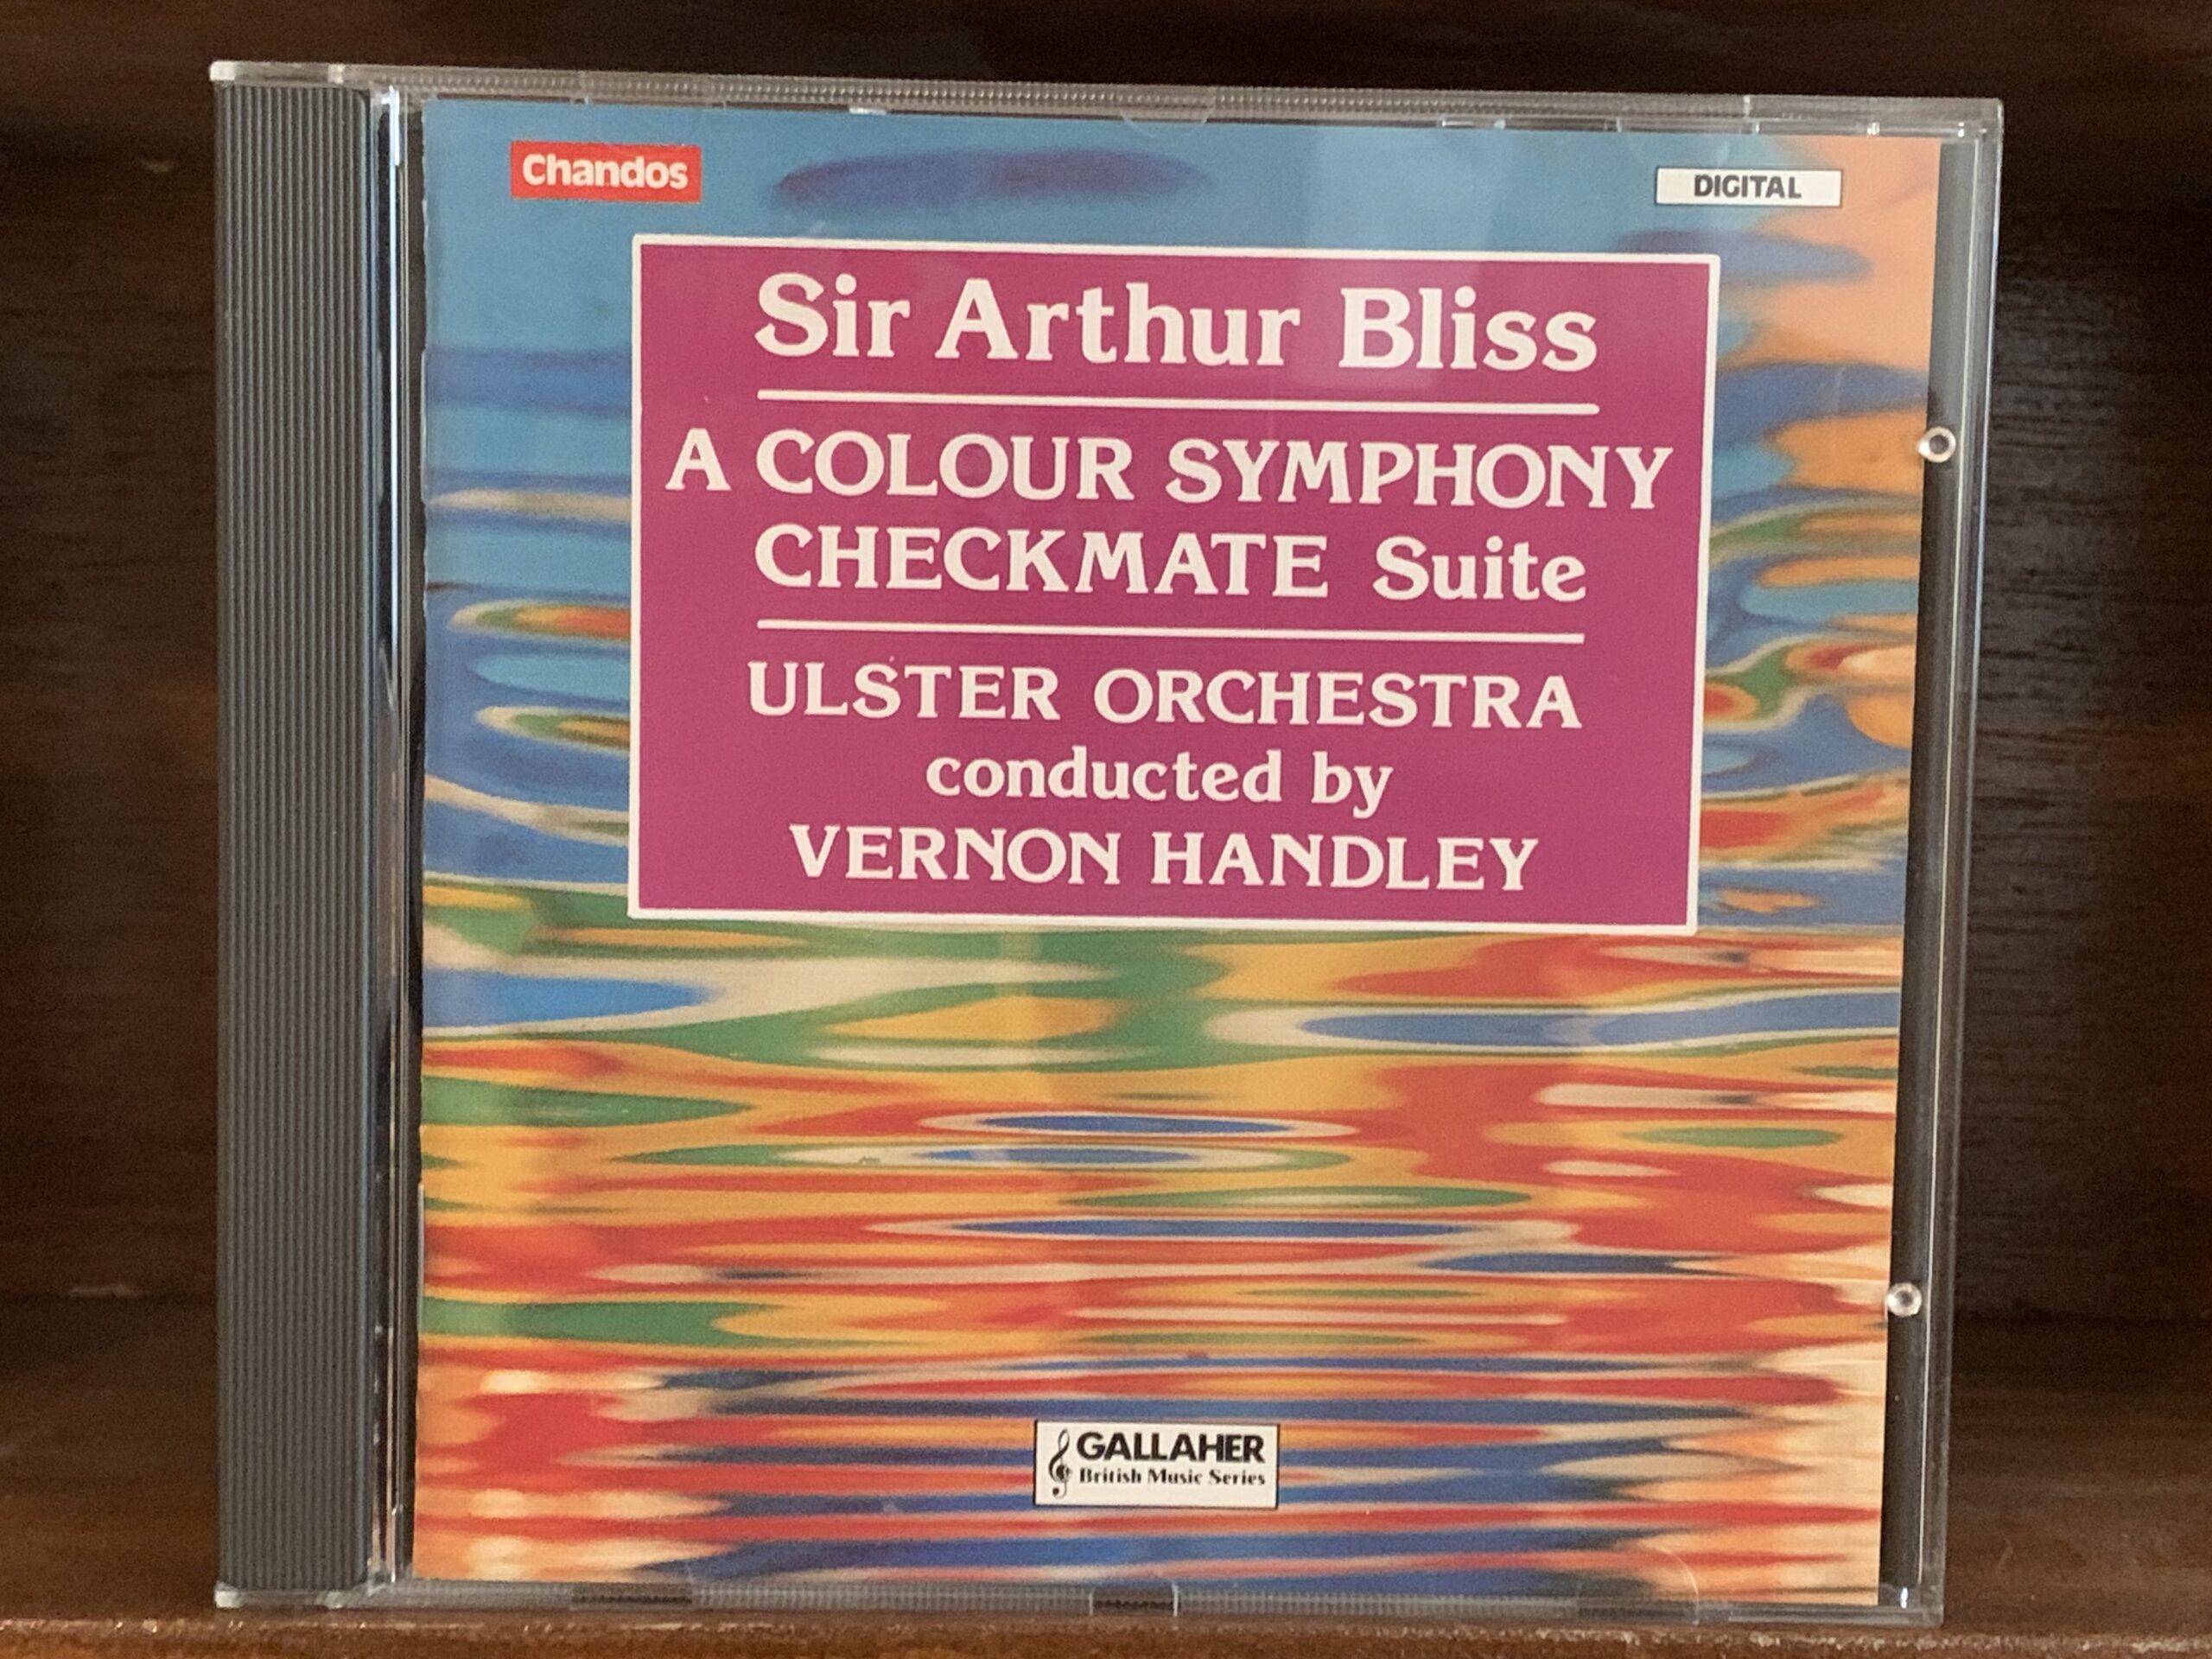 Chandos
DIGITAL
Sir Arthur Bliss
A COLOUR SYMPHONY
CHECKMATE Suite
ULSTER ORCHESTRA
conducted by
VERNON HANDLEY
GALLAHER
British Music Series